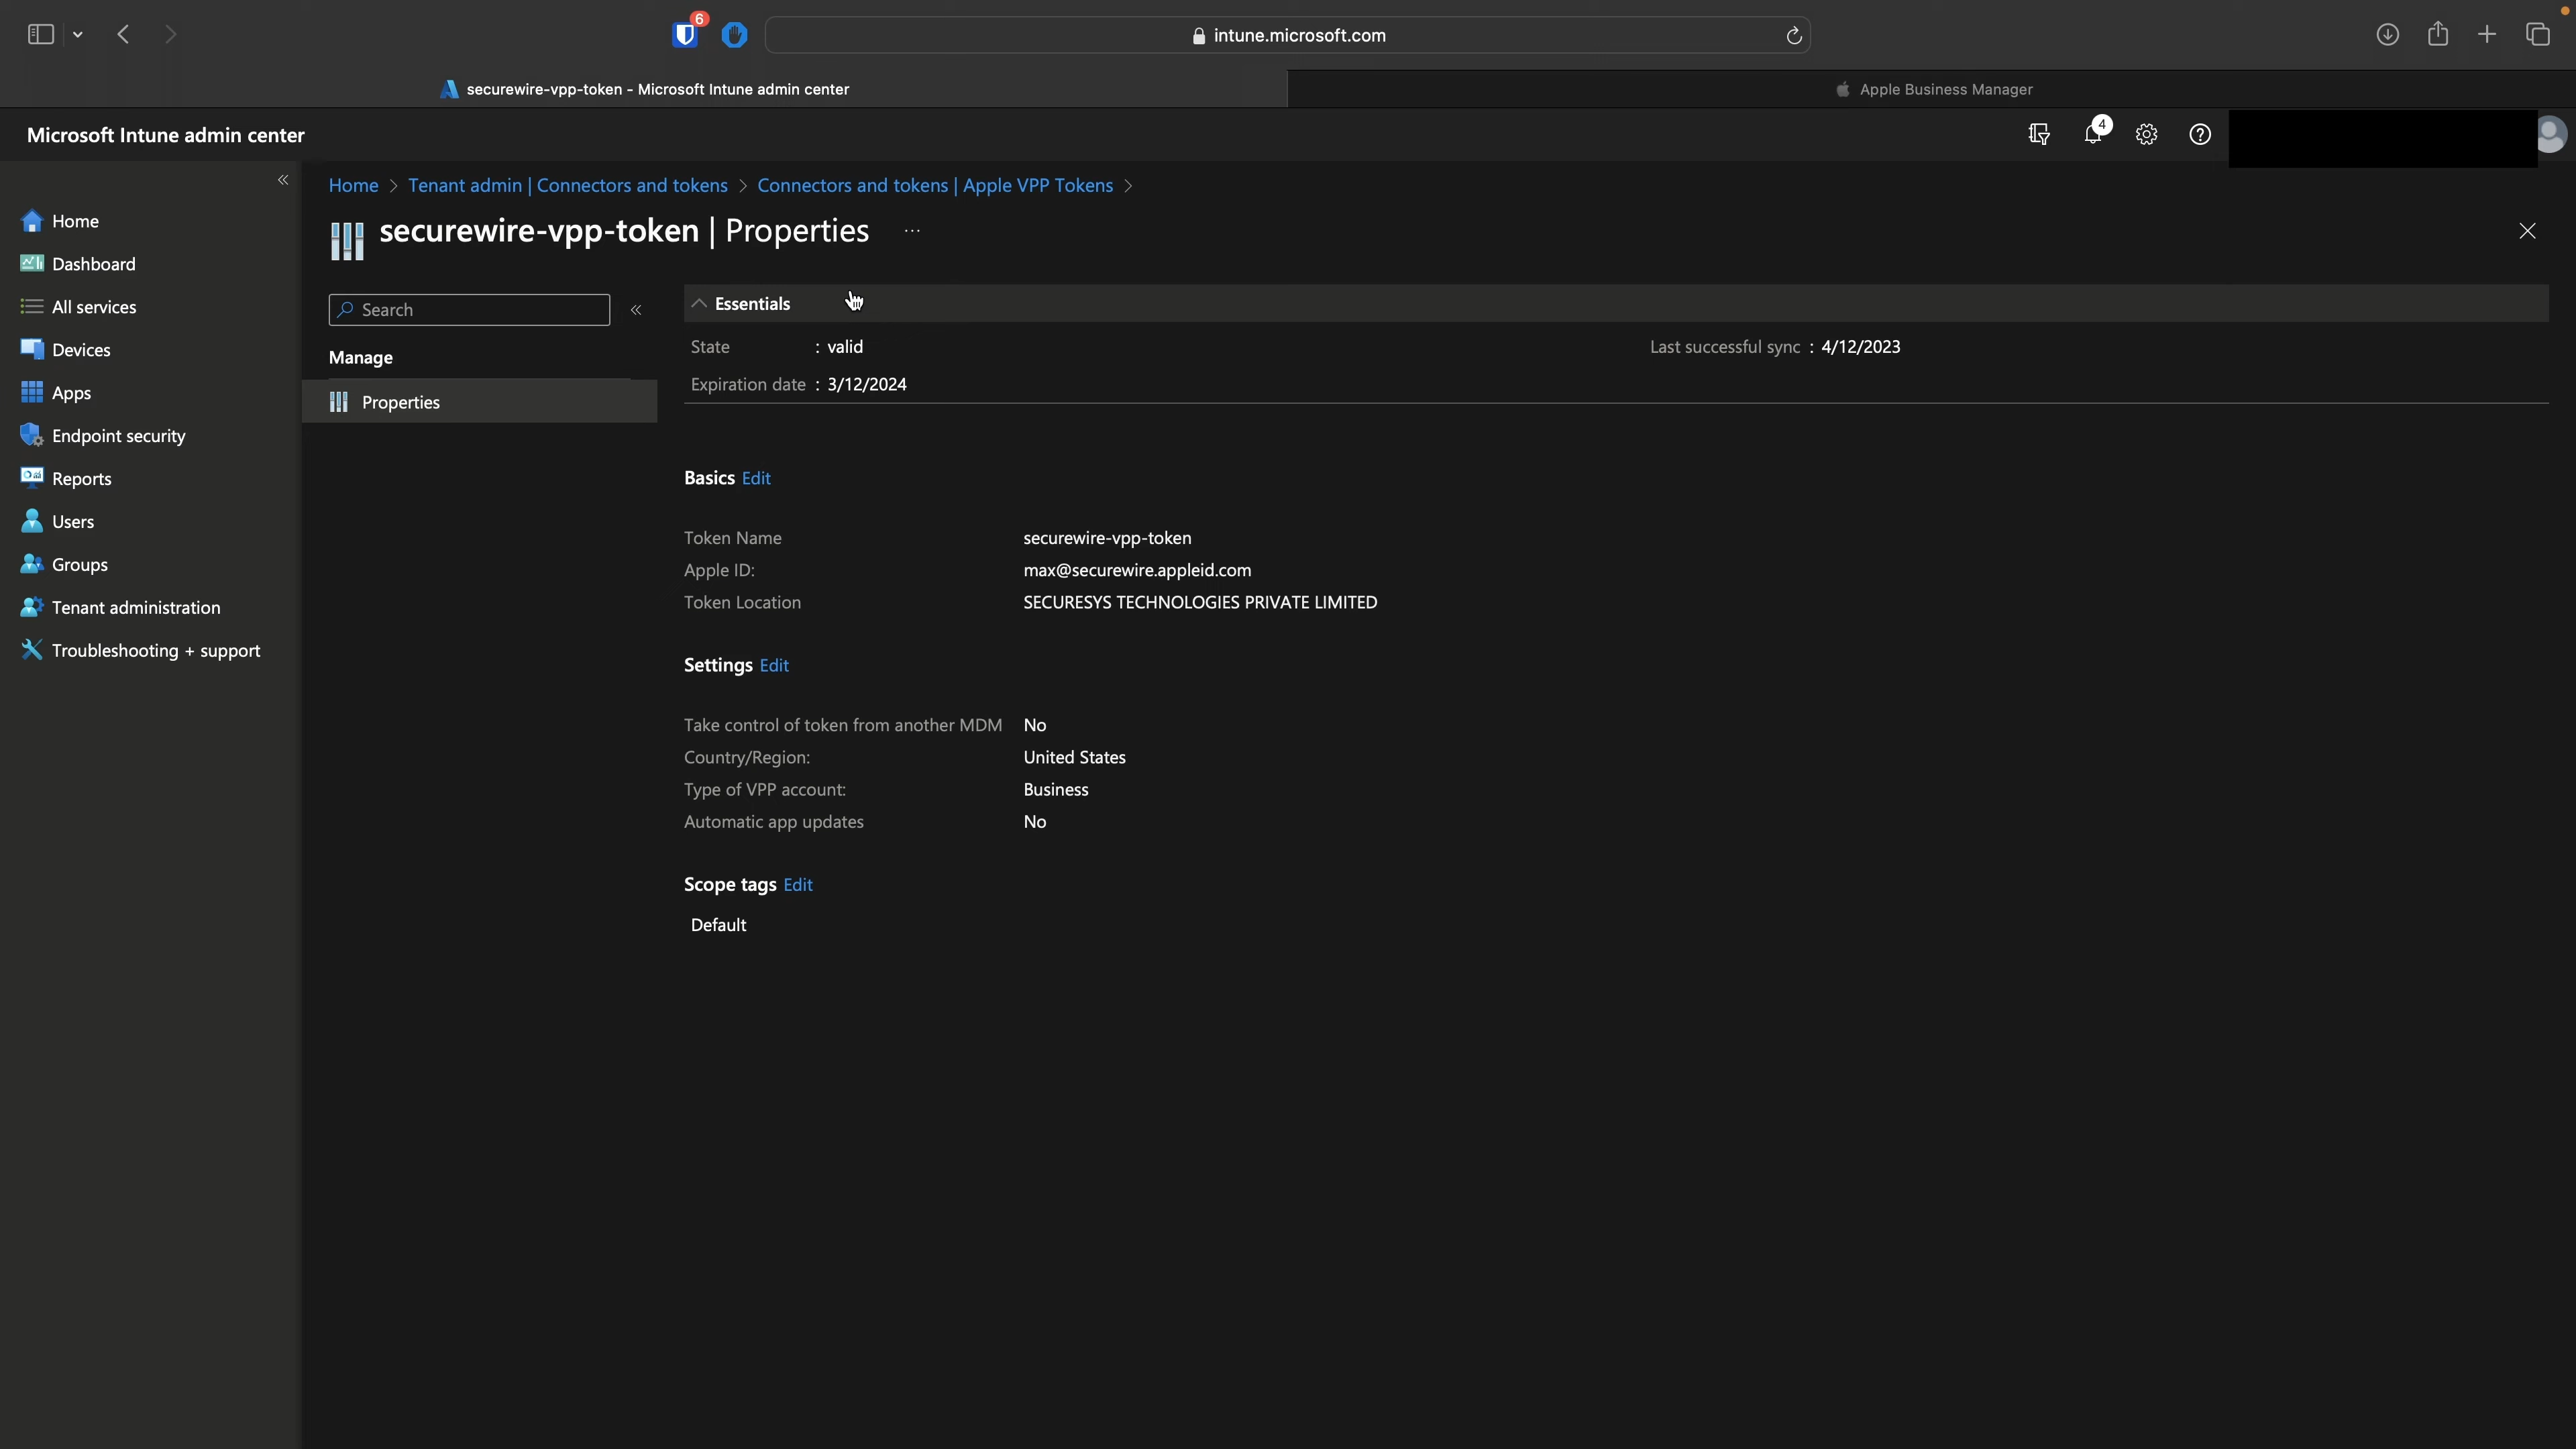 6
intune.microsoft.com
securewire-vpp-token - Microsoft Intune admin center
Apple Business Manager
Microsoft Intune admin center
4
Home > Tenant admin | Connectors and tokens > Connectors and tokens | Apple VPP Tokens >
securewire-vpp-token | Properties ...
Home
Dashboard
All services
Devices
Apps
Endpoint security
Reports
Users
Groups
Tenant administration
Troubleshooting + support
Search
Manage
Properties
Essentials
State : valid
Last successful sync : 4/12/2023
Expiration date : 3/12/2024
Basics Edit
Token Name securewire-vpp-token
Apple ID: max@securewire.appleid.com
Token Location SECURESYS TECHNOLOGIES PRIVATE LIMITED
Settings Edit
Take control of token from another MDM No
Country/Region: United States
Type of VPP account: Business
Automatic app updates No
Scope tags Edit
Default